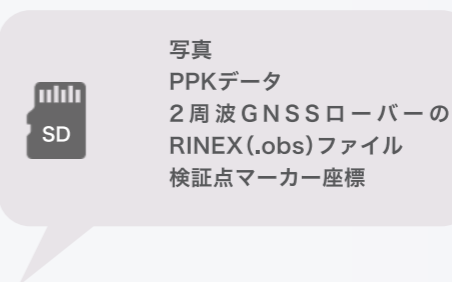 写真
PPKデータ
2周波GNSSローバーの
RINEX(.obs)ファイル
検証点マーカー座標
SD